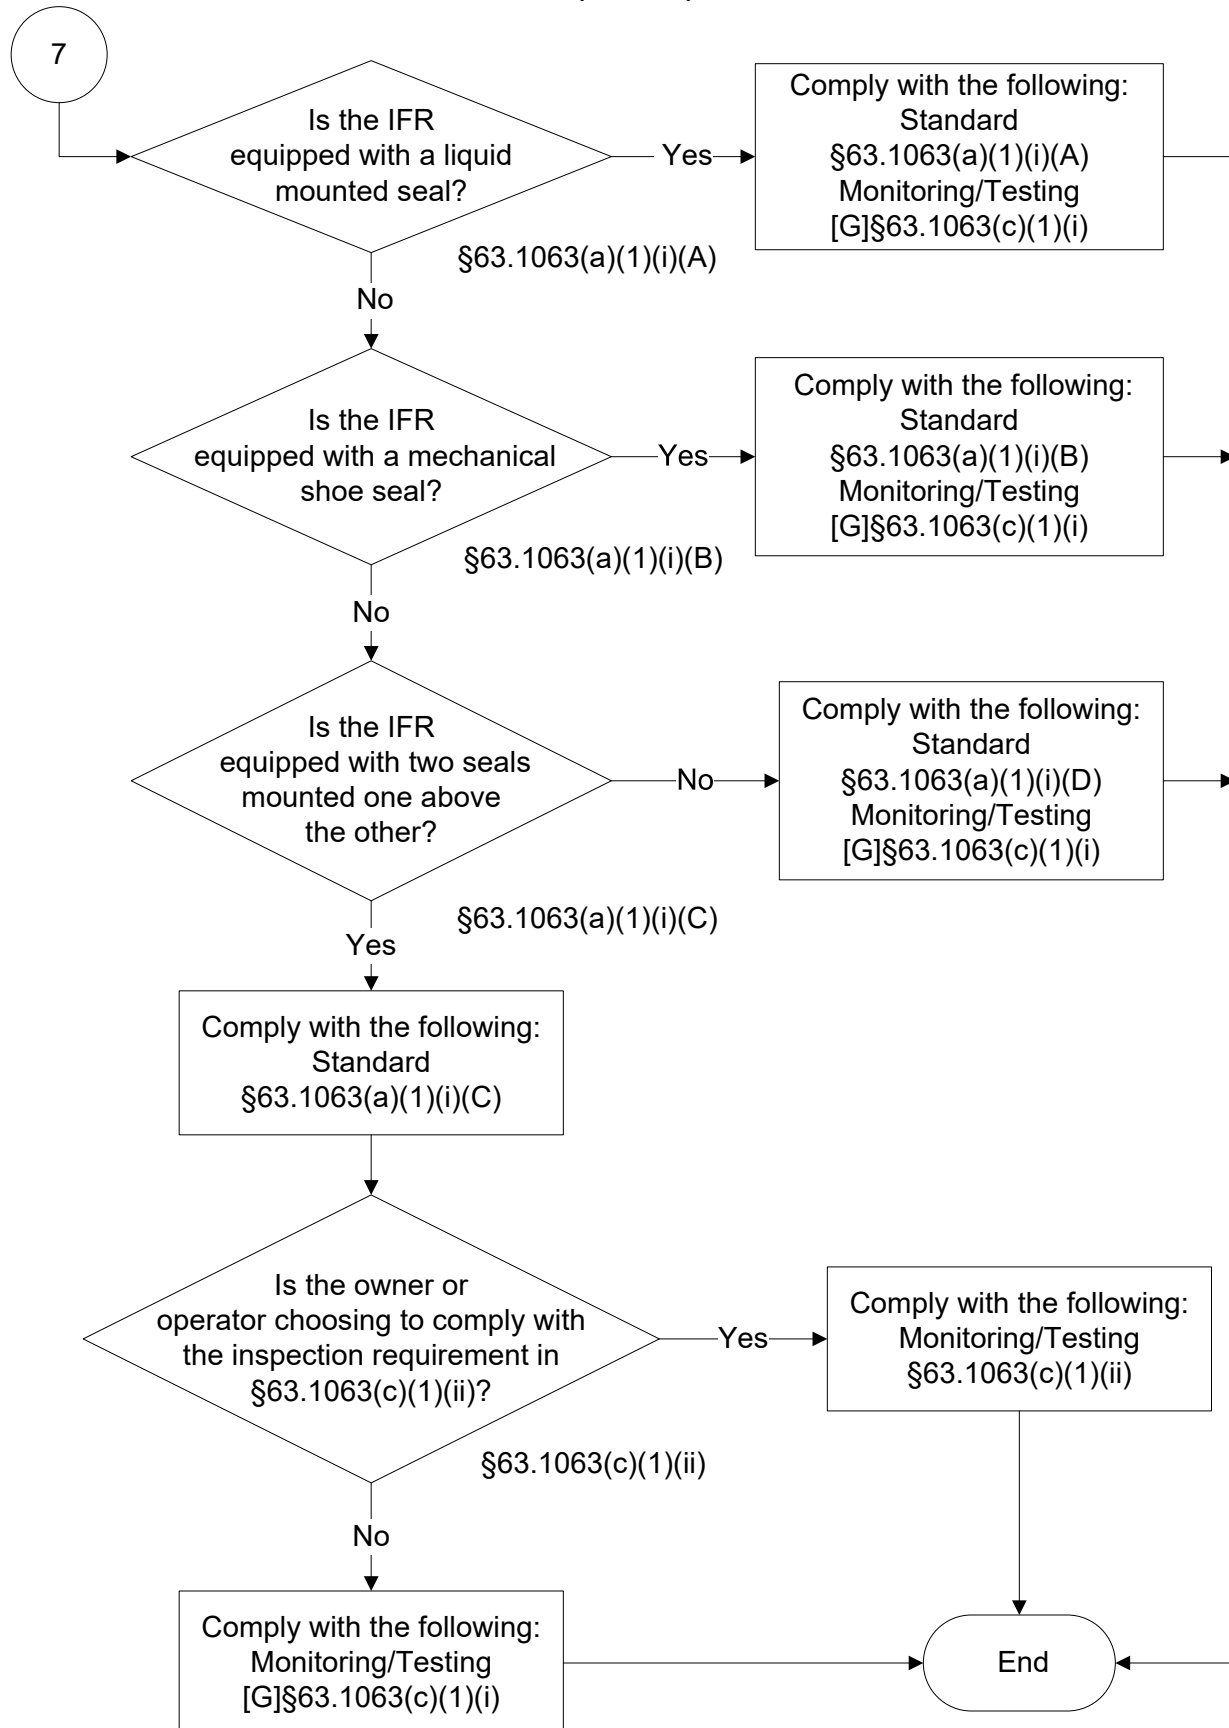 7
Is the IFR
equipped with a liquid
mounted seal?
Yes
Comply with the following:
Standard
§63.1063(a)(1)(i)(A)
Monitoring/Testing
[G]§63.1063(c)(1)(i)
§63.1063(a)(1)(i)(A)
No
Is the IFR
equipped with a mechanical
shoe seal?
Yes
Comply with the following:
Standard
§63.1063(a)(1)(i)(B)
Monitoring/Testing
[G]§63.1063(c)(1)(i)
§63.1063(a)(1)(i)(B)
No
Is the IFR
equipped with two seals
mounted one above
the other?
No
Comply with the following:
Standard
§63.1063(a)(1)(i)(D)
Monitoring/Testing
[G]§63.1063(c)(1)(i)
§63.1063(a)(1)(i)(C)
Yes
Comply with the following:
Standard
§63.1063(a)(1)(i)(C)
Is the owner or
operator choosing to comply with
the inspection requirement in
§63.1063(c)(1)(ii)?
Yes
Comply with the following:
Monitoring/Testing
§63.1063(c)(1)(ii)
§63.1063(c)(1)(ii)
No
Comply with the following:
Monitoring/Testing
[G]§63.1063(c)(1)(i)
End